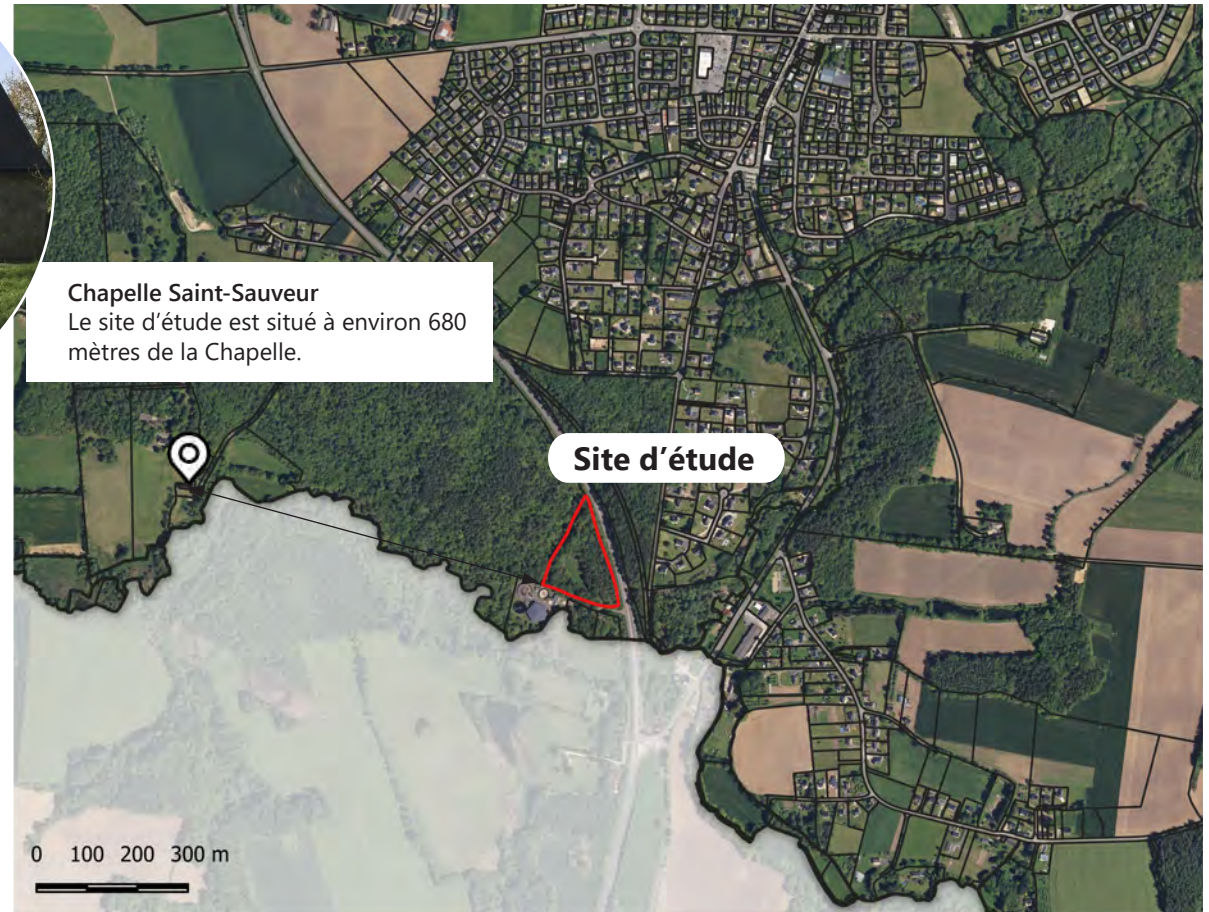 Chapelle Saint-Sauveur
Le site d'étude est situé à environ 680
mètres de la Chapelle.
Site d'étude
0 100 200 300 m